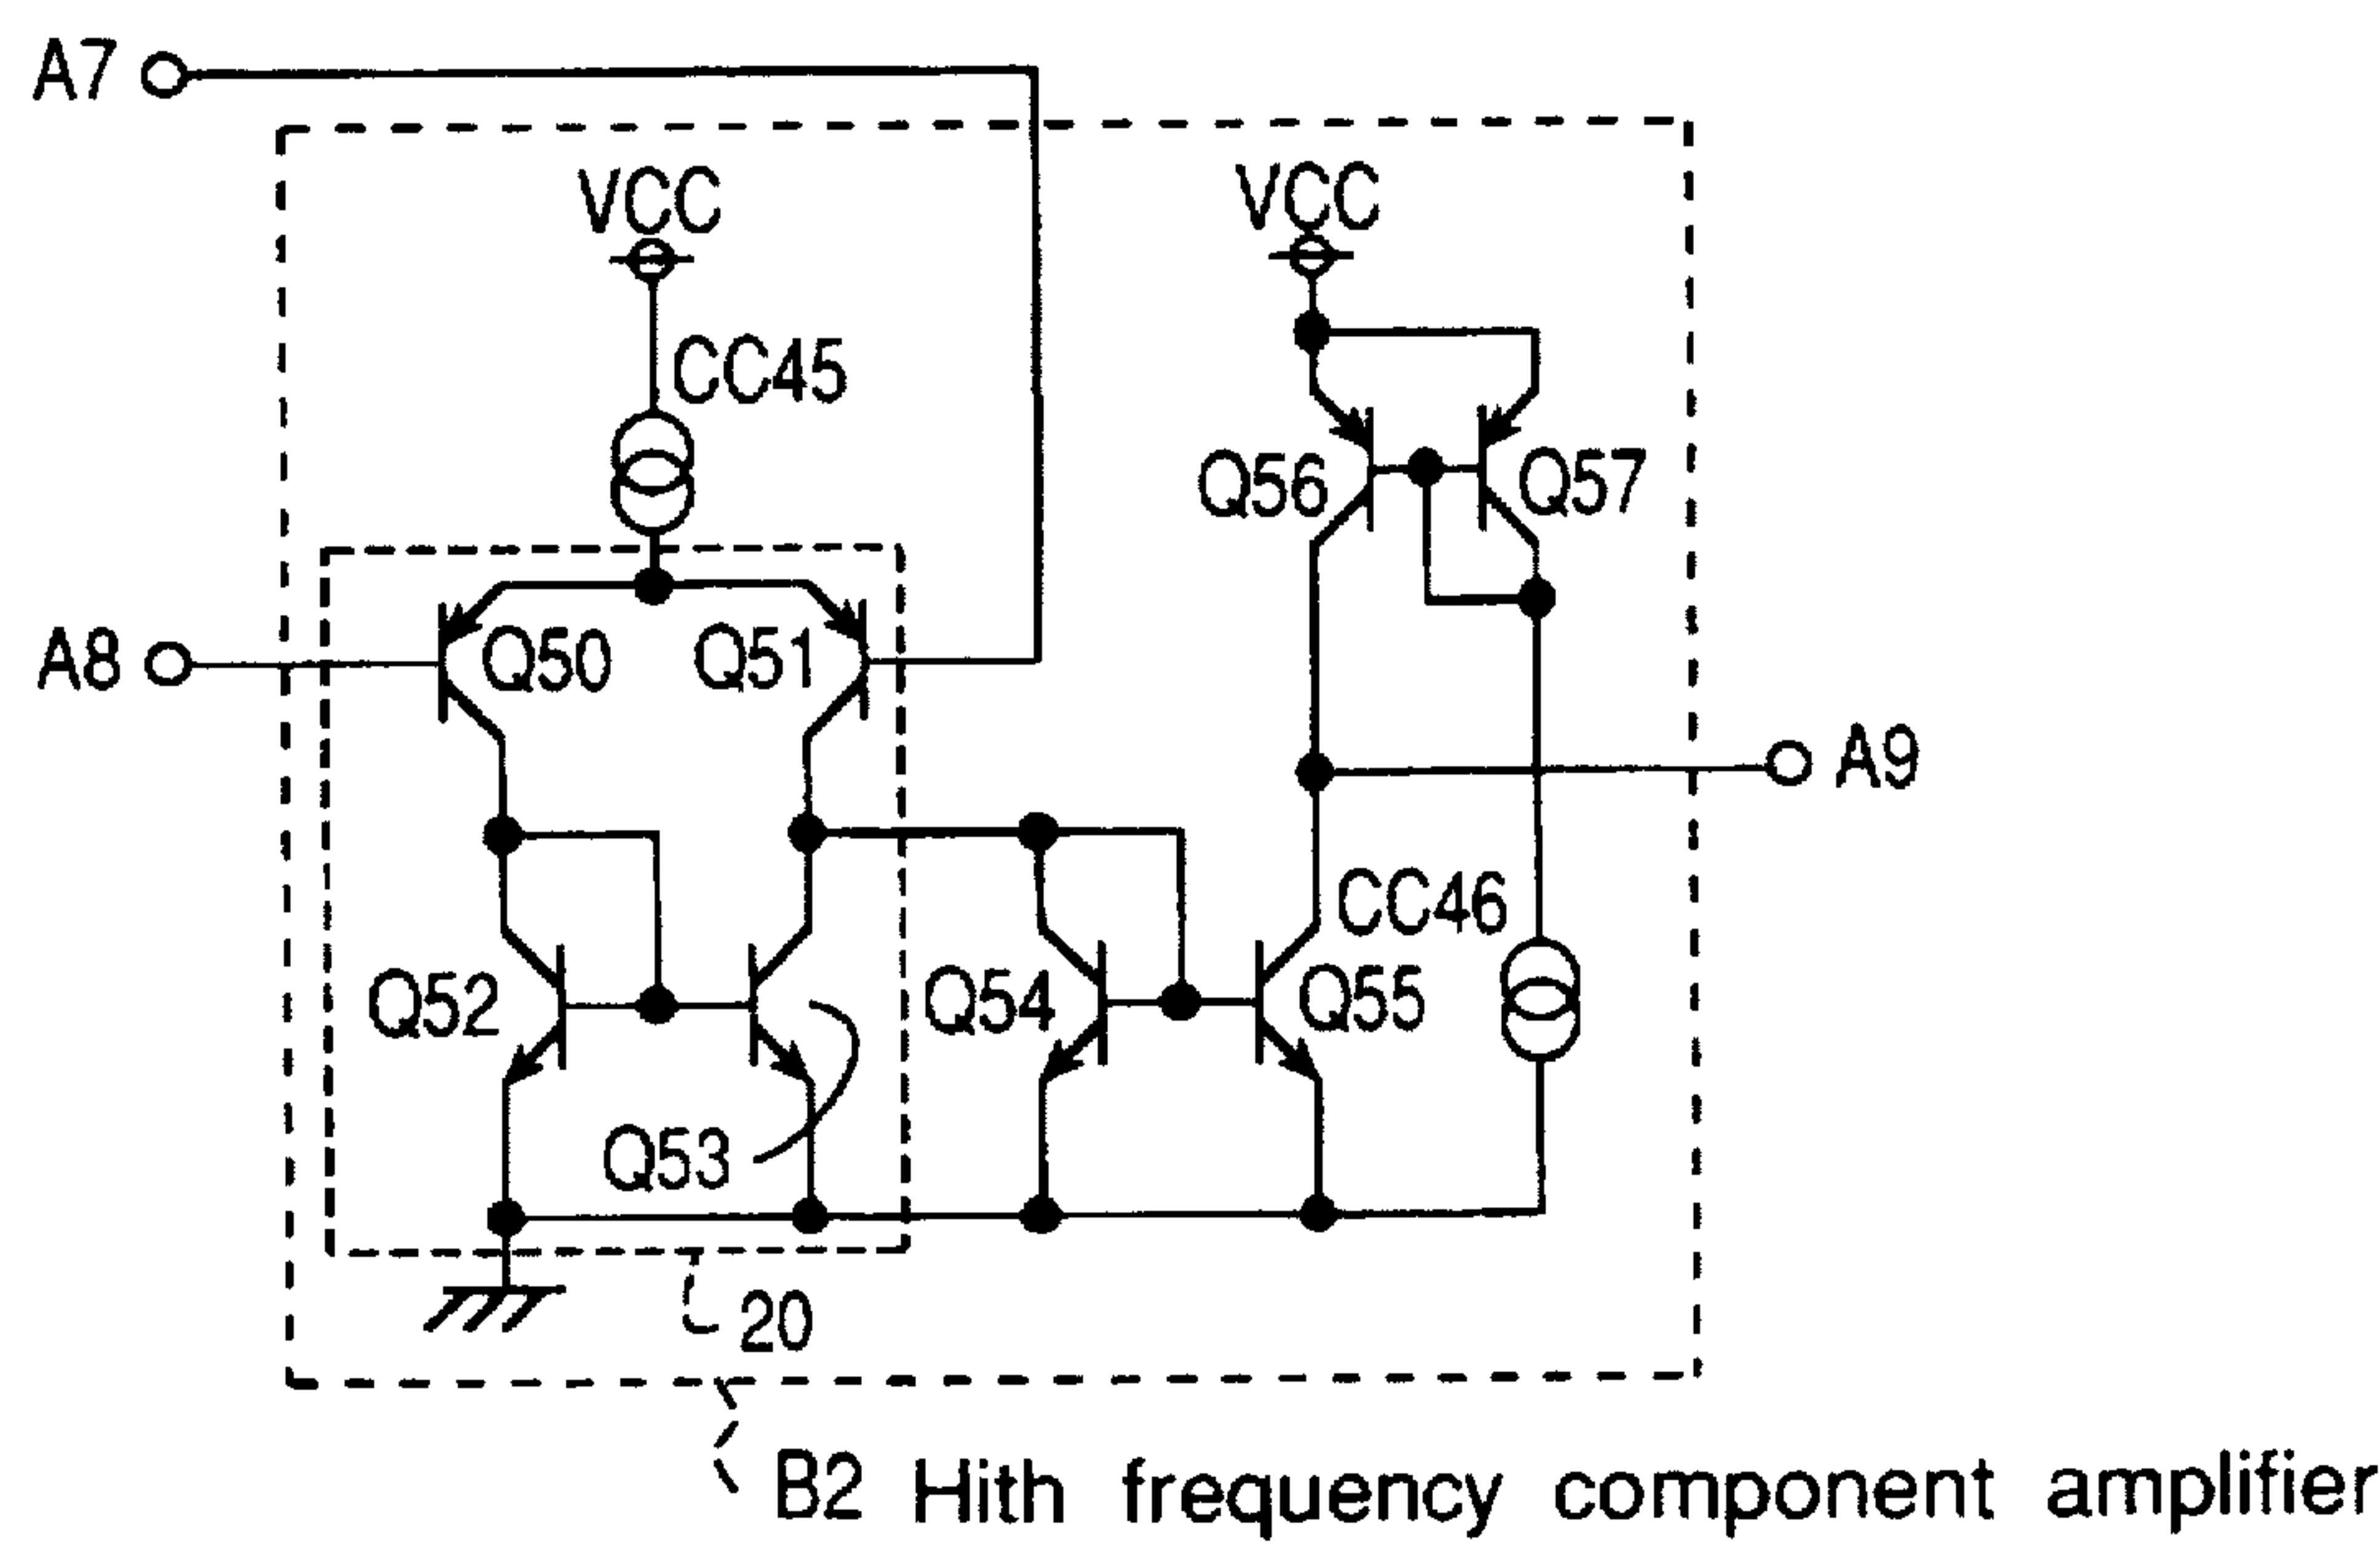 A7
VCC
VCC
CC45
Q56
Q57
A8
Q50
Q51
A9
CC46
Q52
Q54
Q55
Q53
20
B2 Hith frequency component amplifier